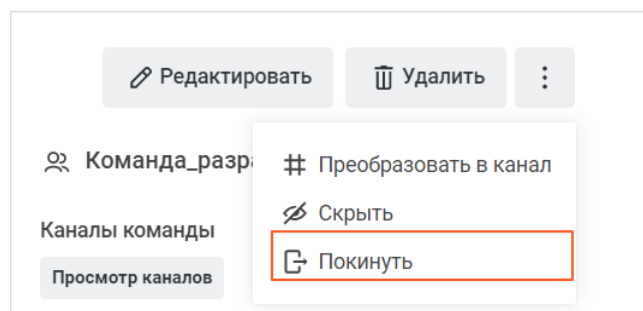 Редактировать
Удалить
Команда_разра
Преобразовать в канал
Скрыть
Каналы команды
Покинуть
Просмотр каналов